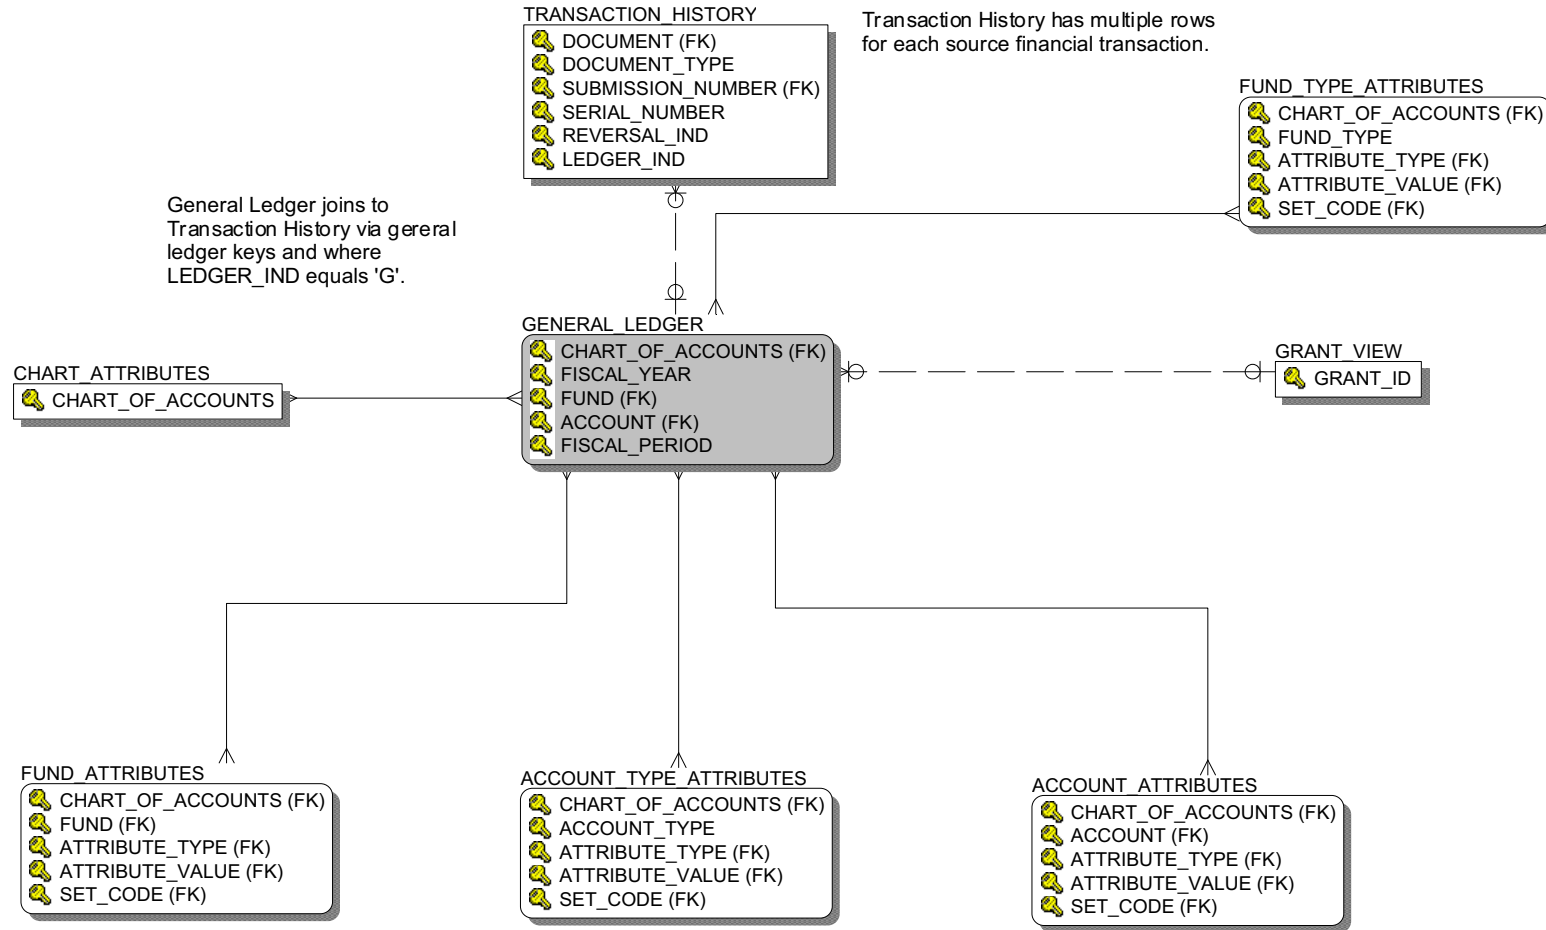 TRANSACTION_HISTORY
DOCUMENT (FK)
DOCUMENT_TYPE
SUBMISSION_NUMBER (FK)
SERIAL_NUMBER
REVERSAL_IND
LEDGER_IND
Transaction History has multiple rows
for each source financial transaction.
FUND_TYPE_ATTRIBUTES
CHART_OF_ACCOUNTS (FK)
FUND_TYPE
ATTRIBUTE_TYPE (FK)
ATTRIBUTE_VALUE (FK)
SET_CODE (FK)
General Ledger joins to
Transaction History via gereral
ledger keys and where
LEDGER_IND equals 'G'.
GENERAL_LEDGER
CHART_OF_ACCOUNTS (FK)
FISCAL_YEAR
FUND (FK)
ACCOUNT (FK)
FISCAL_PERIOD
GRANT_VIEW
GRANT_ID
CHART_ATTRIBUTES
CHART_OF_ACCOUNTS
FUND_ATTRIBUTES
CHART_OF_ACCOUNTS (FK)
FUND (FK)
ATTRIBUTE_TYPE (FK)
ATTRIBUTE_VALUE (FK)
SET_CODE (FK)
ACCOUNT_TYPE_ATTRIBUTES
CHART_OF_ACCOUNTS (FK)
ACCOUNT_TYPE
ATTRIBUTE_TYPE (FK)
ATTRIBUTE_VALUE (FK)
SET_CODE (FK)
ACCOUNT_ATTRIBUTES
CHART_OF_ACCOUNTS (FK)
ACCOUNT (FK)
ATTRIBUTE_TYPE (FK)
ATTRIBUTE_VALUE (FK)
SET_CODE (FK)